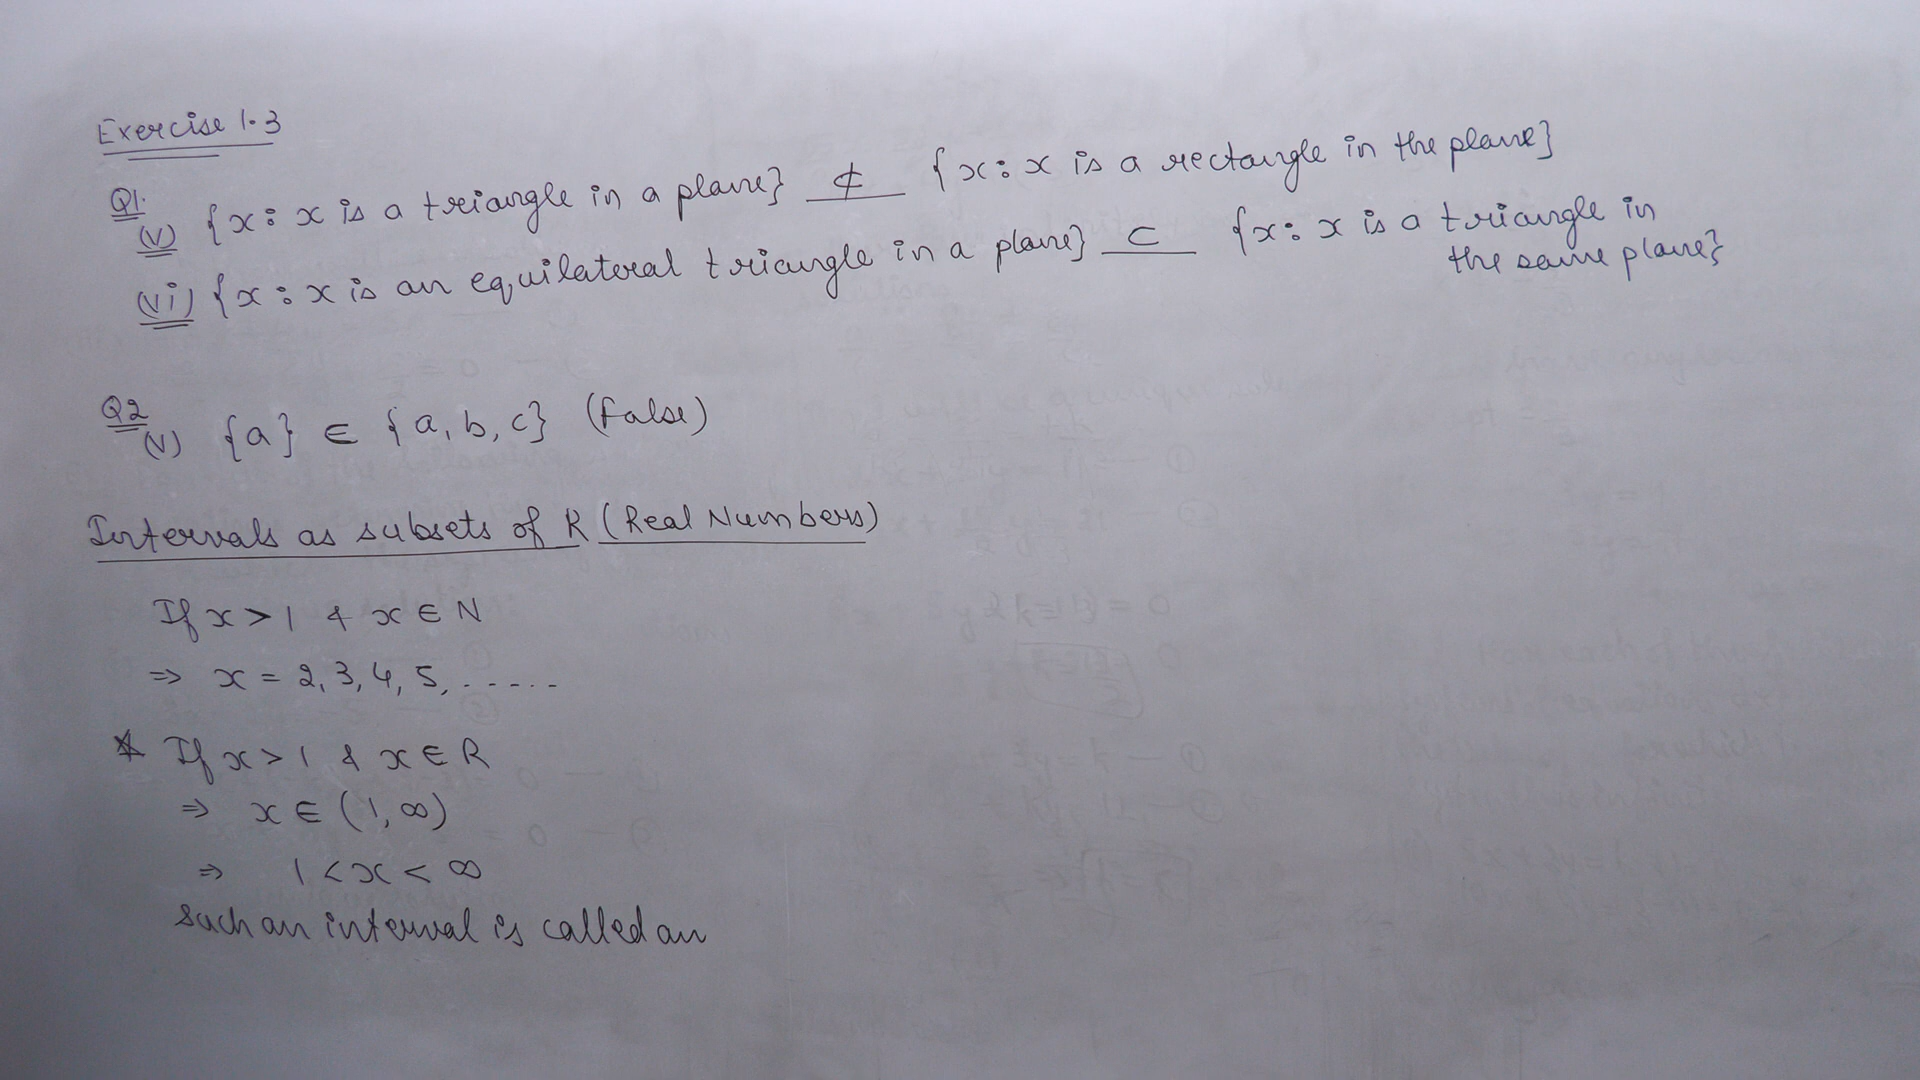 Exercise 1.3
Q1. (v) {x : x is a triangle in a plane} ⊄ {x : x is a rectangle in the plane}
(vi) {x : x is an equilateral triangle in a plane} ⊂ {x : x is a triangle in
the same plane}
Q2 (v) {a} ∈ {a, b, c} (False)
Intervals as subsets of R (Real Numbers)
If x > 1 & x ∈ N
⇒ x = 2, 3, 4, 5, ......
* If x > 1 & x ∈ R
⇒ x ∈ (1, ∞)
⇒ 1 < x < ∞
Such an interval is called an